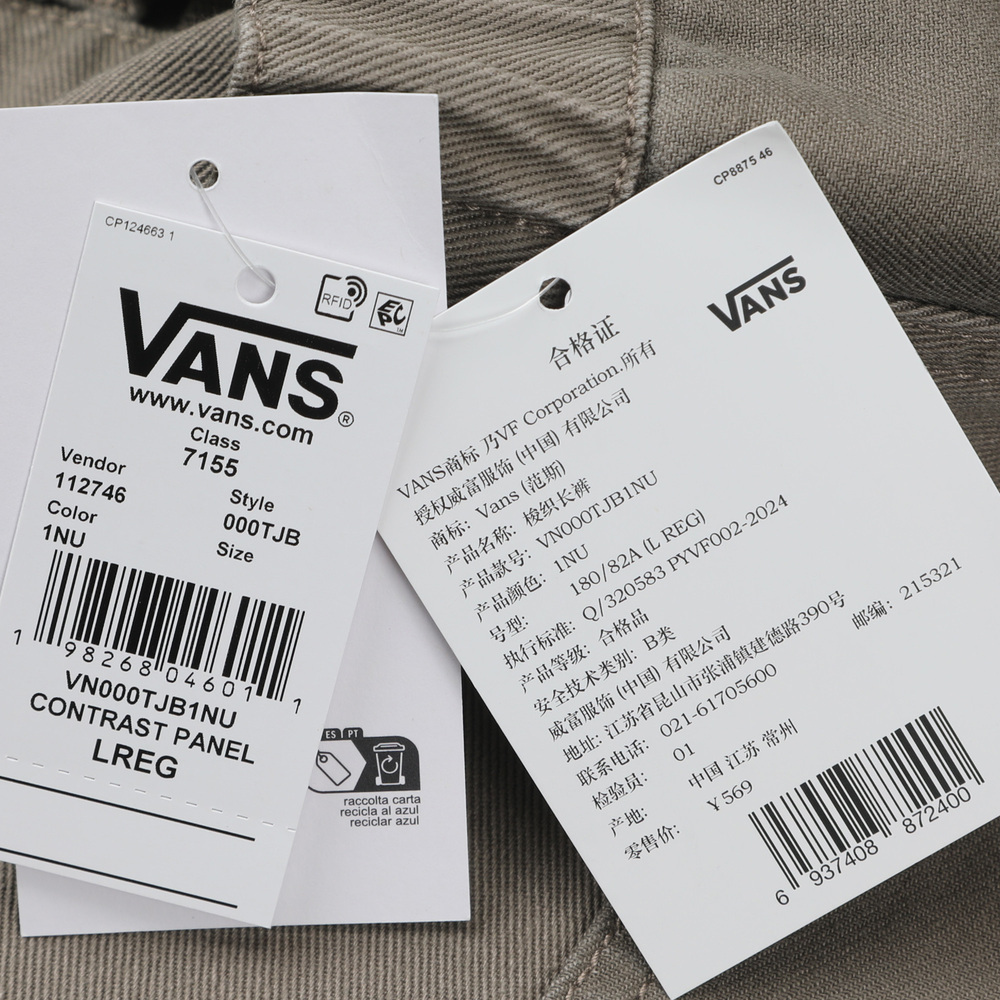 CP124663 1
RFID
EPC
VANS®
www.vans.com
Class
7155
Vendor
112746
Style
000TJB
Color
1NU
Size
1 98268 04601 1
VN000TJB1NU
CONTRAST PANEL
LREG
ES PT
raccolta carta
recicla al azul
reciclar azul
CP8875 46
VANS
合格证
VANS商标 乃VF Corporation.所有
授权威富服饰 (中国) 有限公司
商标: Vans (范斯)
产品名称: 梭织长裤
产品款号: VN000TJB1NU
产品颜色: 1NU
号型: 180/82A (L REG)
执行标准: Q/320583 PYVF002-2024
产品等级: 合格品
安全技术类别: B类
威富服饰 (中国) 有限公司
地址: 江苏省昆山市张浦镇建德路390号 邮编: 215321
联系电话: 021-61705600
检验员: 01
产地: 中国 江苏 常州
零售价: ¥569
6 937408 872400